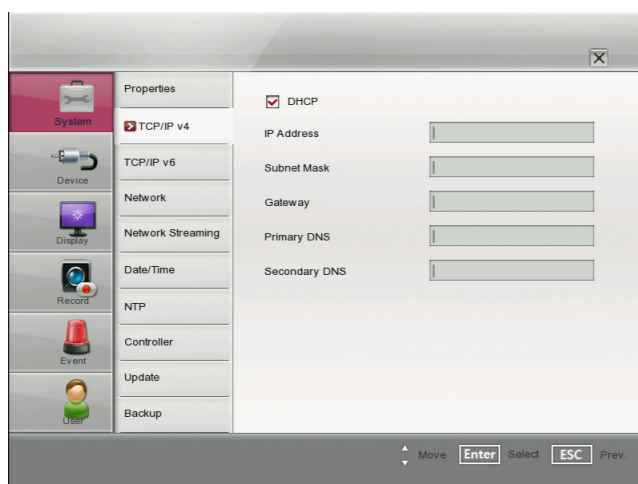 System
Device
Display
Record
Event
User
Properties
TCP/IP v4
TCP/IP v6
Network
Network Streaming
Date/Time
NTP
Controller
Update
Backup
DHCP
IP Address
Subnet Mask
Gateway
Primary DNS
Secondary DNS
Move Enter Select ESC Prev.